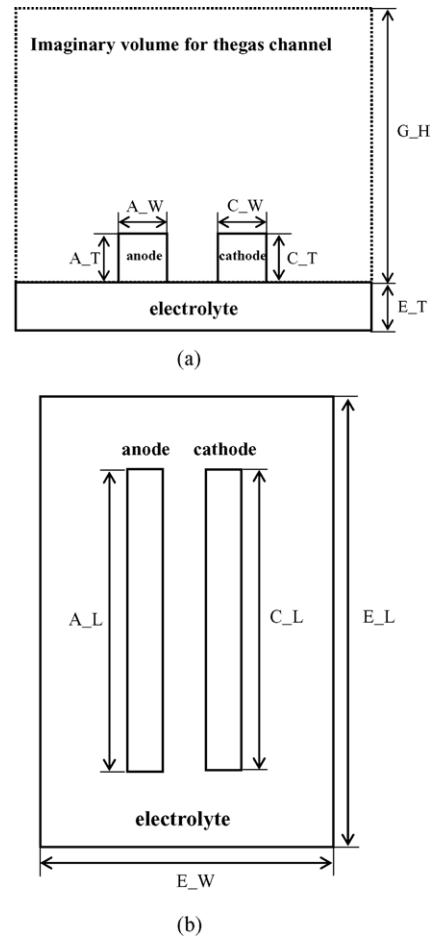 Imaginary volume for thegas channel
G_H
A_W
C_W
A_T
anode
cathode
C_T
electrolyte
E_T
(a)
anode
cathode
A_L
C_L
E_L
electrolyte
E_W
(b)